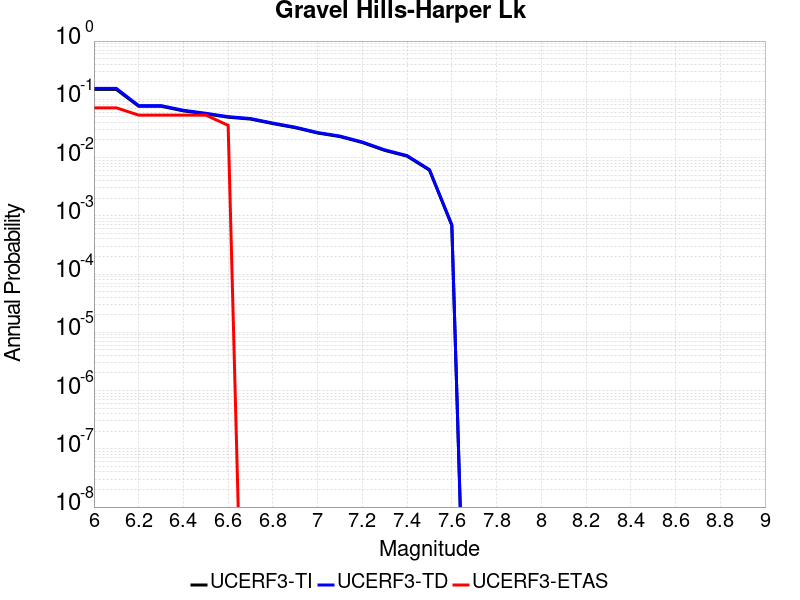 Gravel Hills-Harper Lk
10^0
10^-1
10^-2
10^-3
10^-4
10^-5
10^-6
10^-7
10^-8
Annual Probability
6 6.2 6.4 6.6 6.8 7 7.2 7.4 7.6 7.8 8 8.2 8.4 8.6 8.8 9
Magnitude
UCERF3-TI UCERF3-TD UCERF3-ETAS